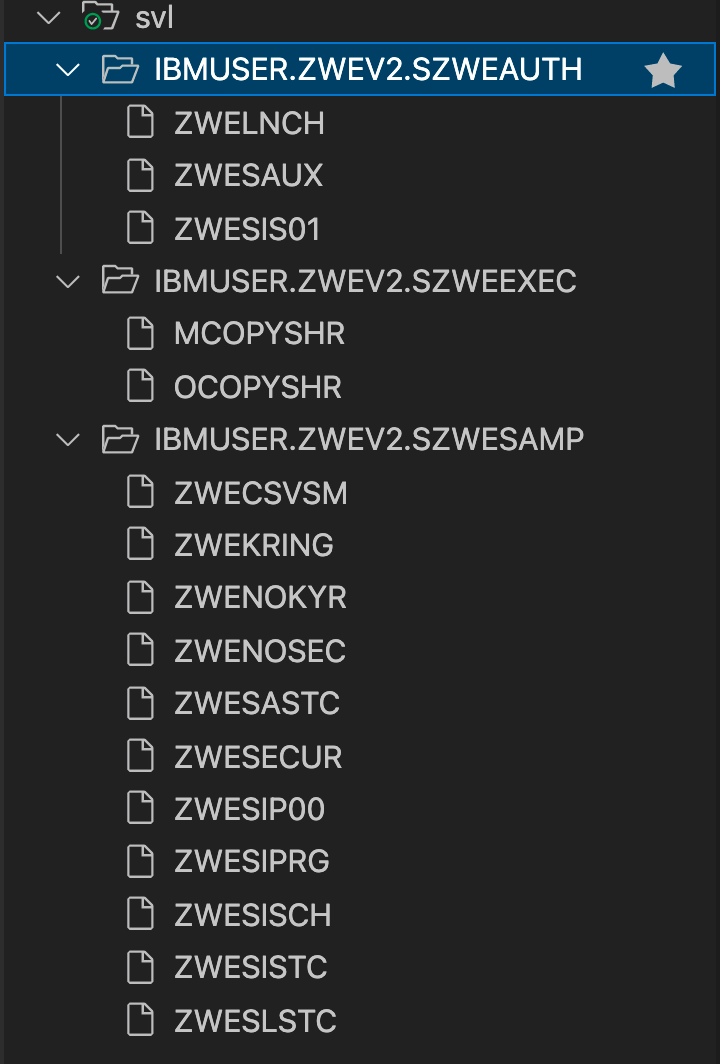 svl
IBMUSER.ZWEV2.SZWEAUTH
ZWELNCH
ZWESAUX
ZWESIS01
IBMUSER.ZWEV2.SZWEEXEC
MCOPYSHR
OCOPYSHR
IBMUSER.ZWEV2.SZWESAMP
ZWECSVSM
ZWEKRING
ZWENOKYR
ZWENOSEC
ZWESASTC
ZWESECUR
ZWESIP00
ZWESIPRG
ZWESISCH
ZWESISTC
ZWESLSTC